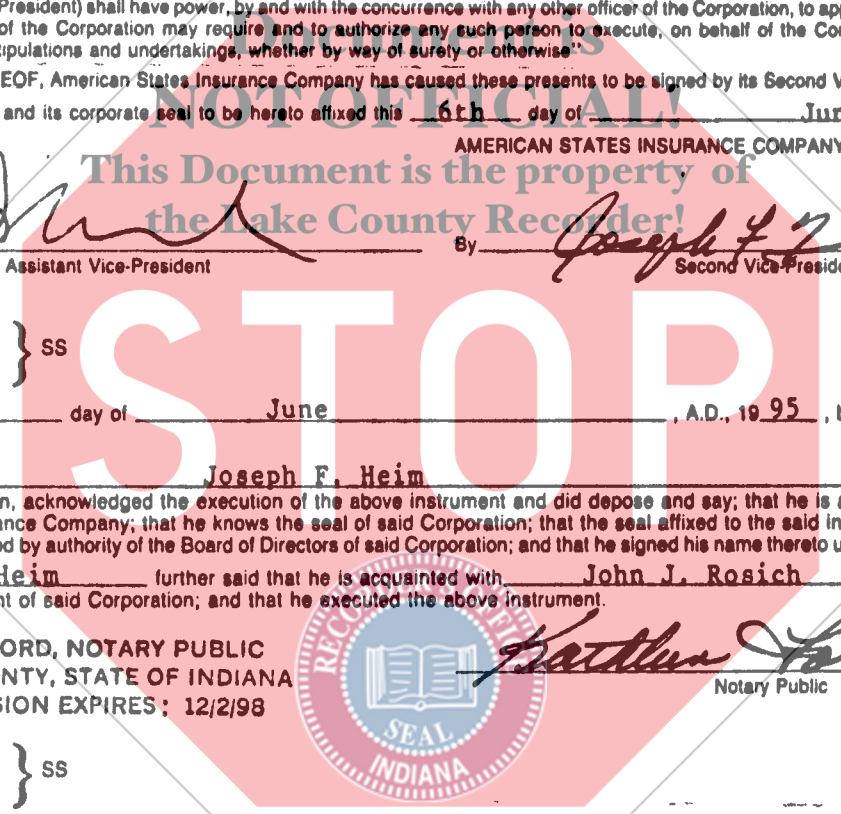 President) shall have power, by and with the concurrence with any other officer of the Corporation, to app
of the Corporation may require and to authorize any such person to execute, on behalf of the Cor
tipulations and undertakings, whether by way of surety or otherwise"
Document is
EOF, American States Insurance Company has caused these presents to be signed by its Second V
NOT OFFICIAL!
and its corporate seal to be hereto affixed this 6th day of Jun
AMERICAN STATES INSURANCE COMPANY
This Document is the property of
the Lake County Recorder!
By Joseph F.
Assistant Vice-President Second Vice-Preside
STOP
} SS
day of June , A.D., 19 95 ,
Joseph F. Heim
n, acknowledged the execution of the above instrument and did depose and say; that he is a
ance Company; that he knows the seal of said Corporation; that the seal affixed to the said in
ed by authority of the Board of Directors of said Corporation; and that he signed his name thereto u
Heim further said that he is acquainted with John J. Rosich
nt of said Corporation; and that he executed the above instrument.
ORD, NOTARY PUBLIC
NTY, STATE OF INDIANA
SION EXPIRES: 12/2/98
Kathleen
Notary Public
SEAL
INDIANA
} SS